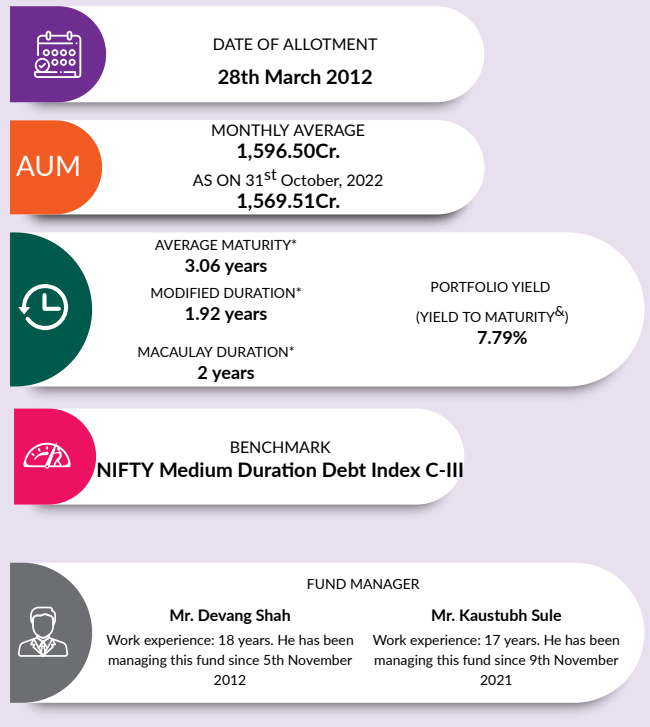 DATE OF ALLOTMENT
28th March 2012
AUM
MONTHLY AVERAGE
1,596.50Cr.
AS ON 31st October, 2022
1,569.51Cr.
AVERAGE MATURITY*
3.06 years
MODIFIED DURATION*
1.92 years
MACAULAY DURATION*
2 years
PORTFOLIO YIELD
(YIELD TO MATURITY&)
7.79%
BENCHMARK
NIFTY Medium Duration Debt Index C-III
FUND MANAGER
Mr. Devang Shah
Work experience: 18 years. He has been
managing this fund since 5th November
2012
Mr. Kaustubh Sule
Work experience: 17 years. He has been
managing this fund since 9th November
2021